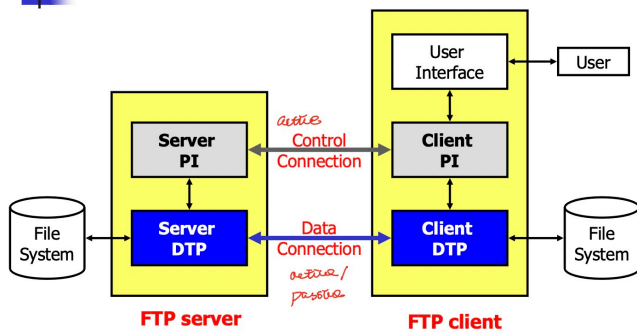 User
Interface
User
active
Server
PI
Control
Connection
Client
PI
File
System
Server
DTP
Data
Connection
Client
DTP
File
System
active/
passive
FTP server
FTP client